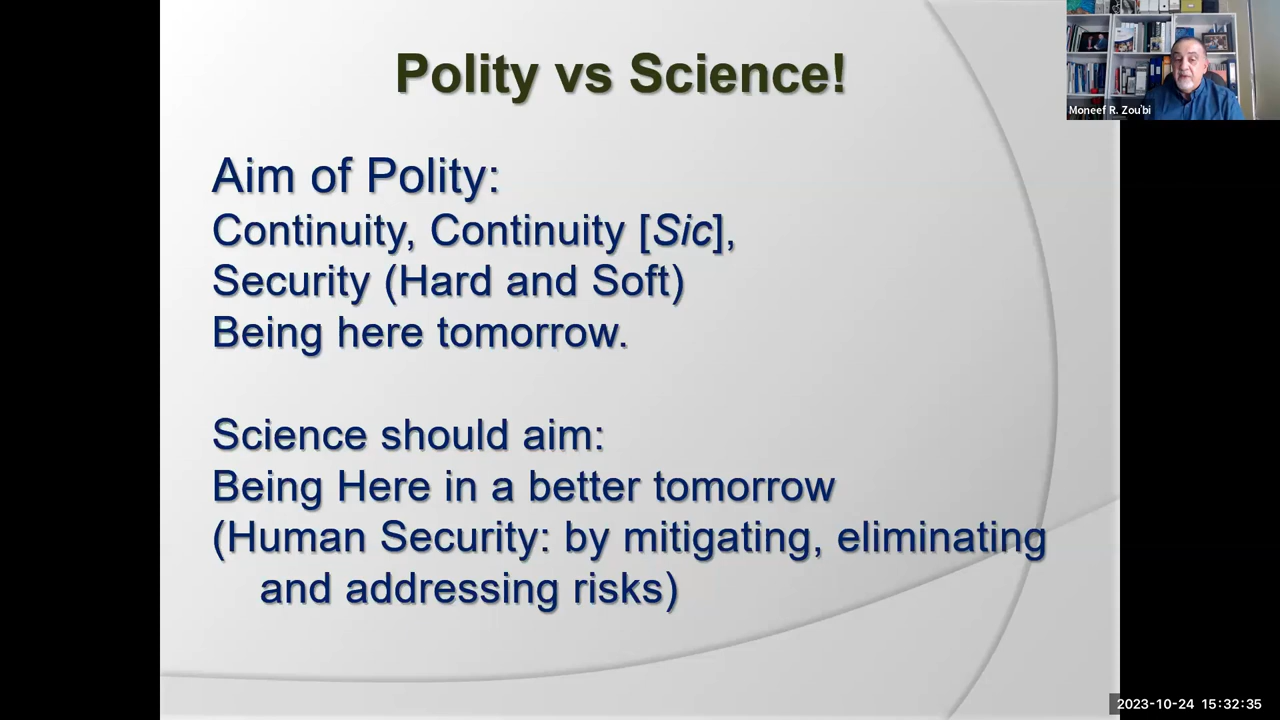 Polity vs Science!
Moneef R. Zou'bi
Aim of Polity:
Continuity, Continuity [Sic],
Security (Hard and Soft)
Being here tomorrow.
Science should aim:
Being Here in a better tomorrow
(Human Security: by mitigating, eliminating
and addressing risks)
2023-10-24 15:32:35